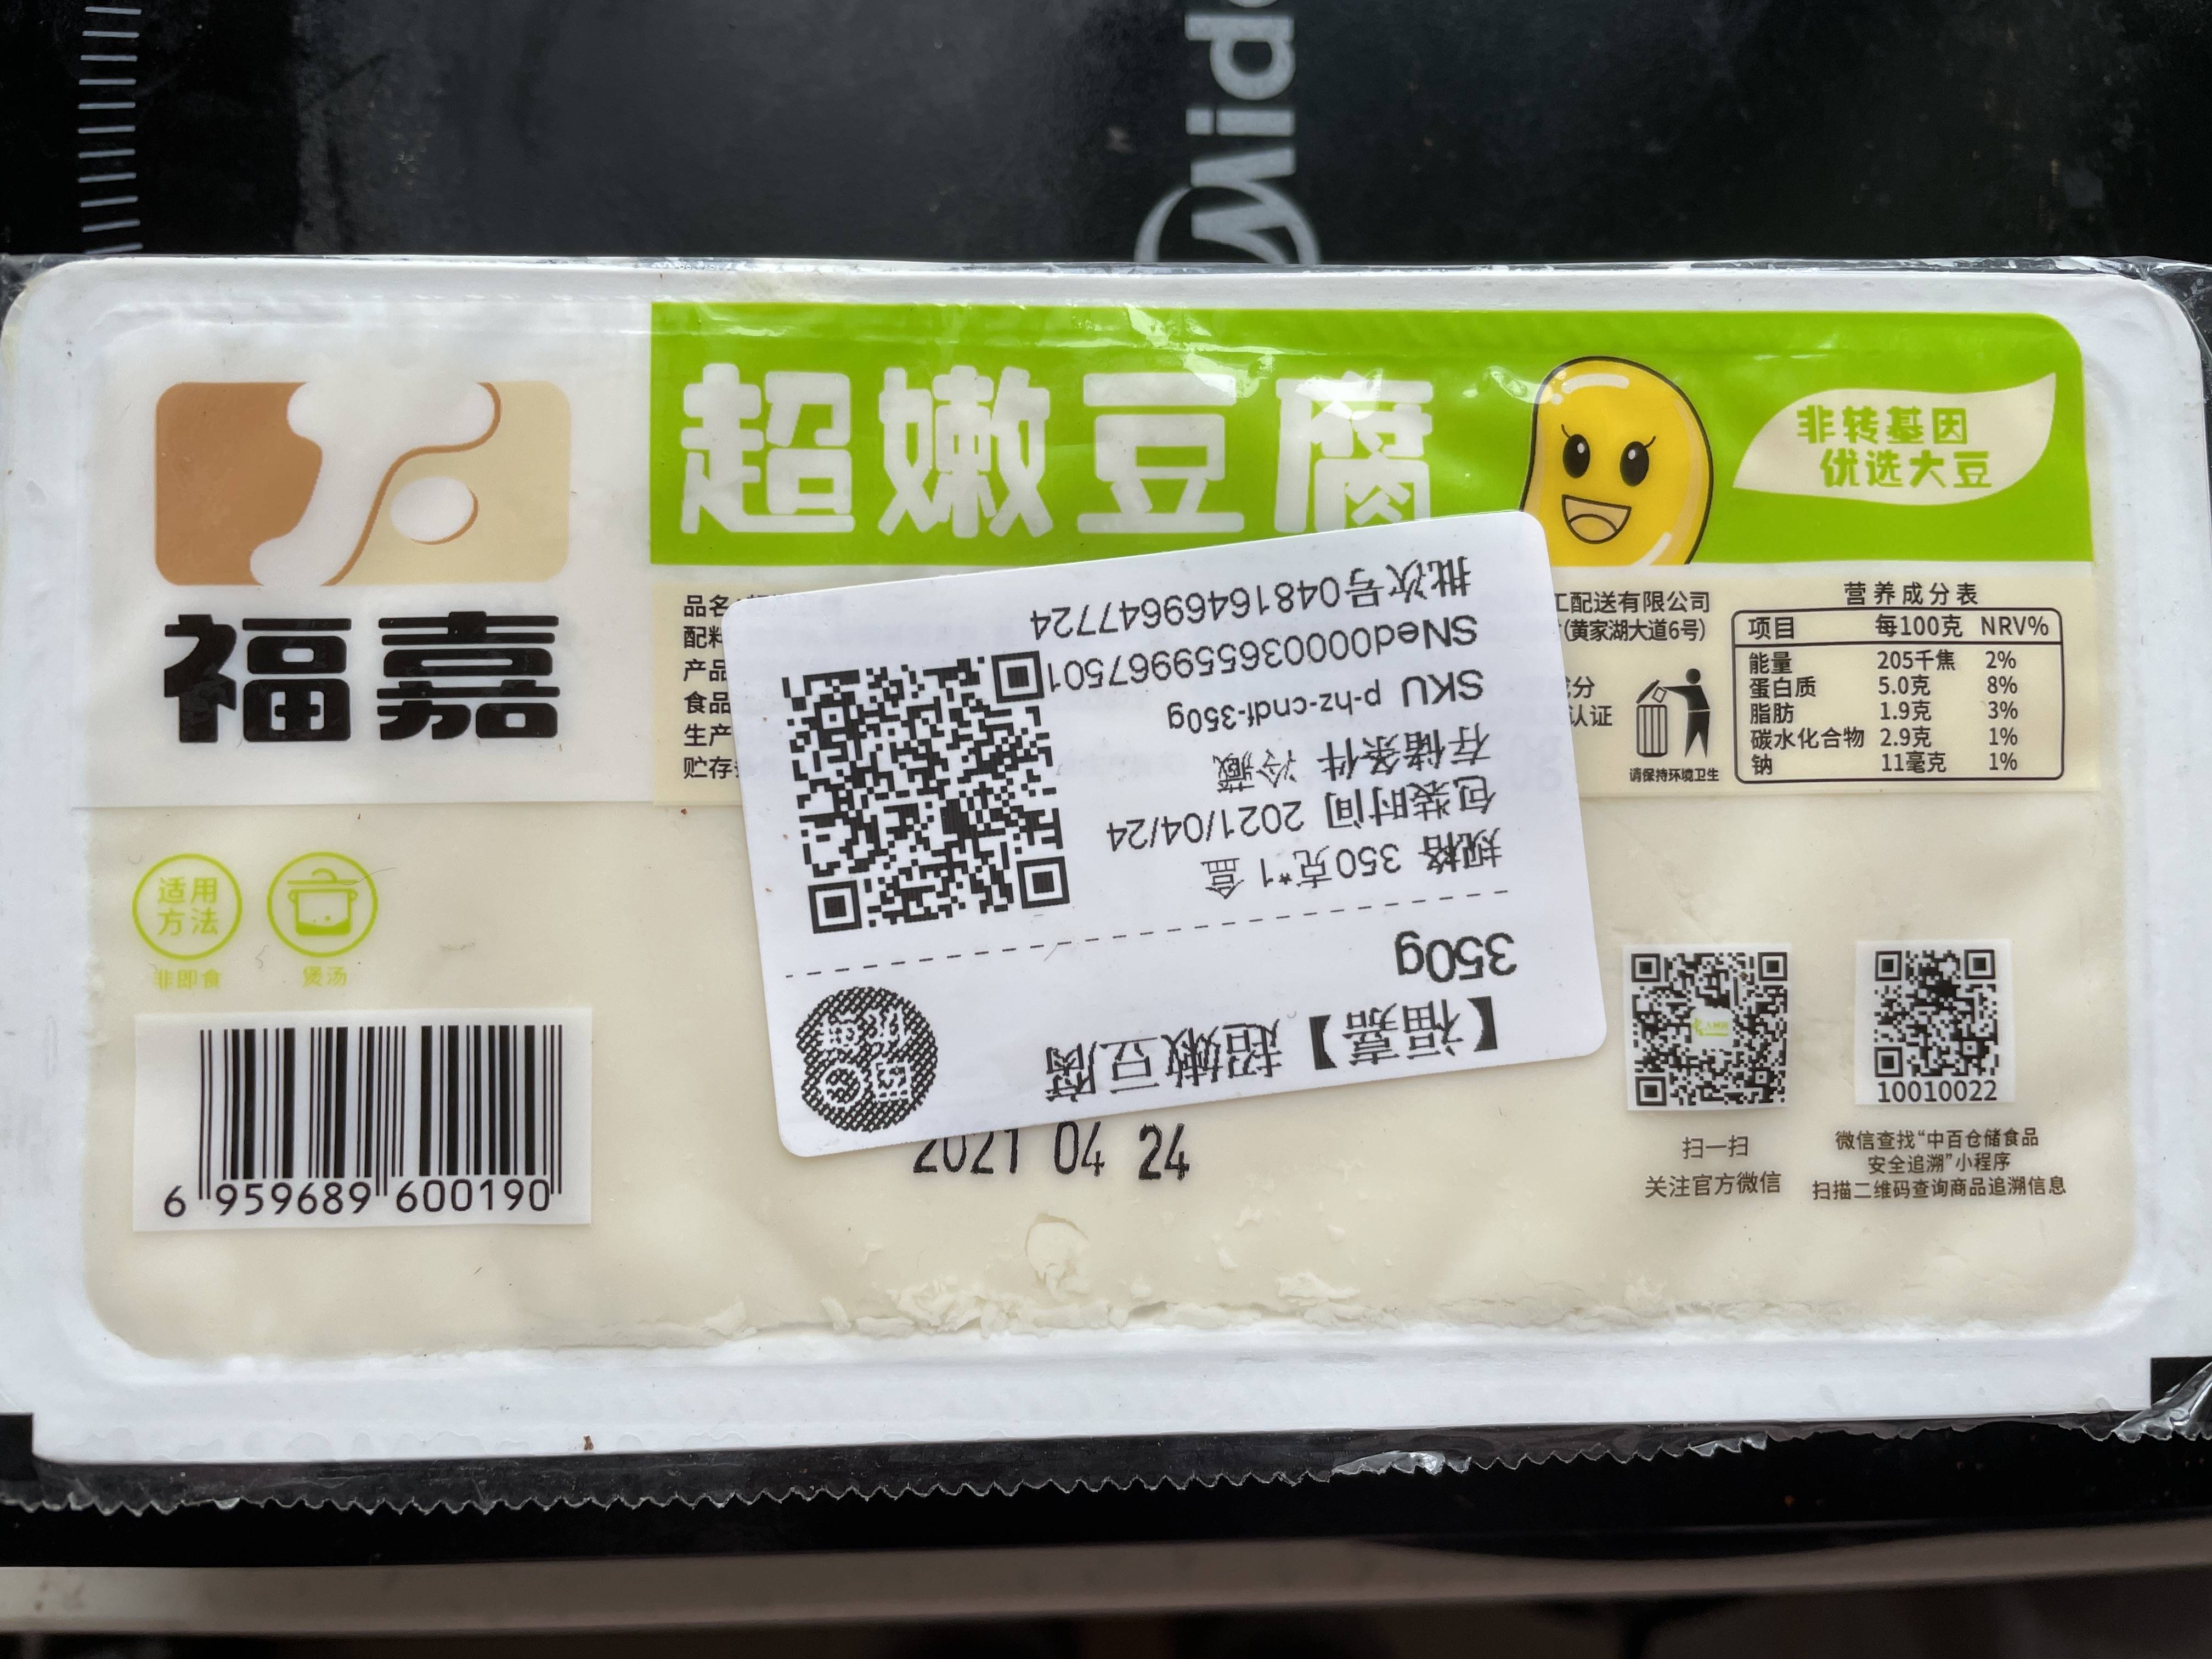 Mid
超嫩豆腐
非转基因
优选大豆
福嘉
品名
配料
产品
食品
生产
贮存
工配送有限公司
(黄家湖大道6号)
分
认证
请保持环境卫生
营养成分表
项目 每100克 NRV%
能量 205千焦 2%
蛋白质 5.0克 8%
脂肪 1.9克 3%
碳水化合物 2.9克 1%
钠 11毫克 1%
【福嘉】超嫩豆腐
350g
规格 350克*1盒
包装时间 2021/04/24
存储条件 冷藏
SKU p-hz-cndf-350g
SNed000036559967501
批次号04816469647724
适用
方法
非即食
煲汤
6 959689 600190
2021 04 24
扫一扫
关注官方微信
10010022
微信查找“中百仓储食品
安全追溯”小程序
扫描二维码查询商品追溯信息